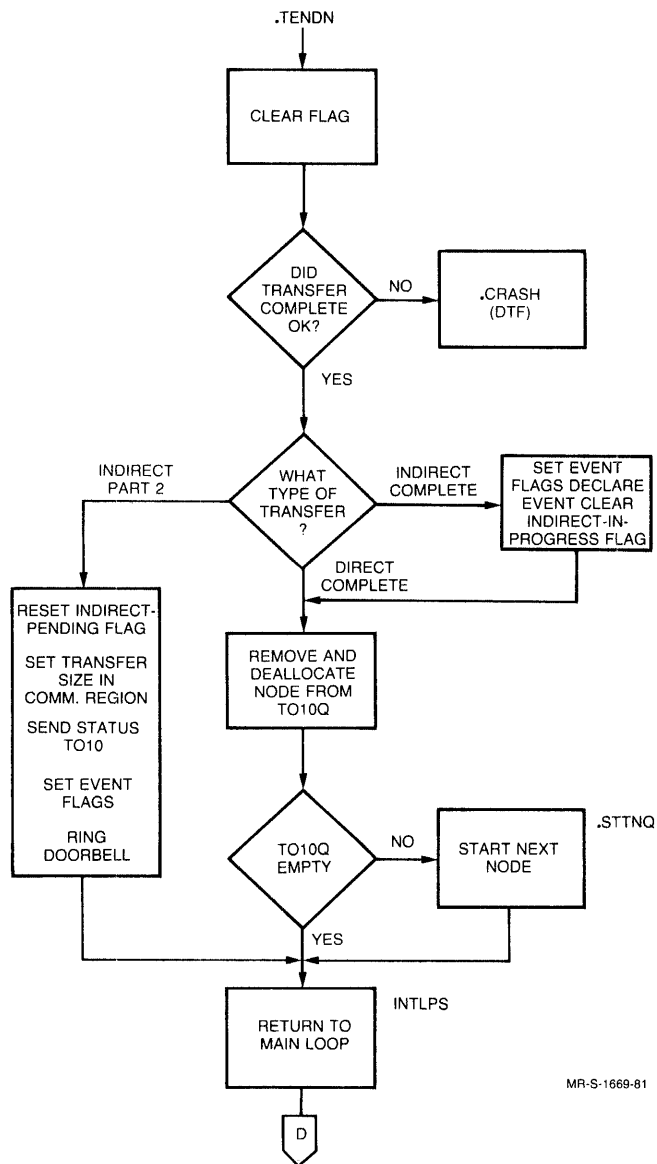 .TENDN
CLEAR FLAG
DID
TRANSFER
COMPLETE
OK?
NO
.CRASH
(DTF)
YES
INDIRECT
PART 2
WHAT
TYPE OF
TRANSFER
?
INDIRECT
COMPLETE
SET EVENT
FLAGS DECLARE
EVENT CLEAR
INDIRECT-IN-
PROGRESS FLAG
DIRECT
COMPLETE
RESET INDIRECT-
PENDING FLAG
SET TRANSFER
SIZE IN
COMM. REGION
SEND STATUS
TO10
SET EVENT
FLAGS
RING
DOORBELL
REMOVE AND
DEALLOCATE
NODE FROM
TO10Q
TO10Q
EMPTY
NO
START NEXT
NODE
.STTNQ
YES
RETURN TO
MAIN LOOP
INTLPS
MR-S-1669-81
D